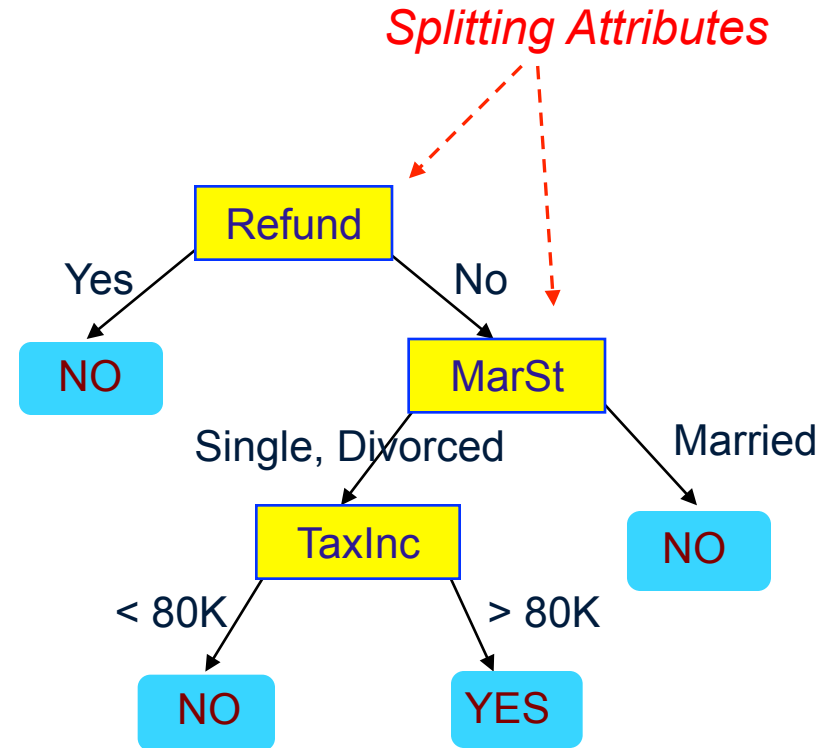 Splitting Attributes
Refund
Yes
No
NO
MarSt
Single, Divorced
Married
TaxInc
NO
< 80K
> 80K
NO
YES